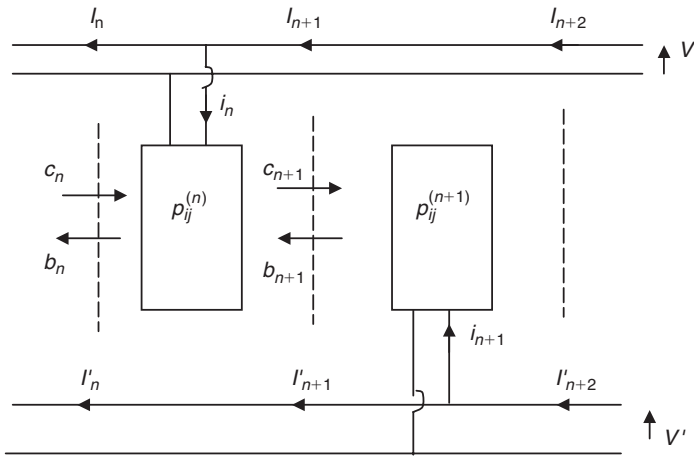 I_n I_{n+1} I_{n+2}
V
i_n
c_n c_{n+1}
p_{ij}^{(n)} p_{ij}^{(n+1)}
b_n b_{n+1}
i_{n+1}
I'_n I'_{n+1} I'_{n+2}
V'